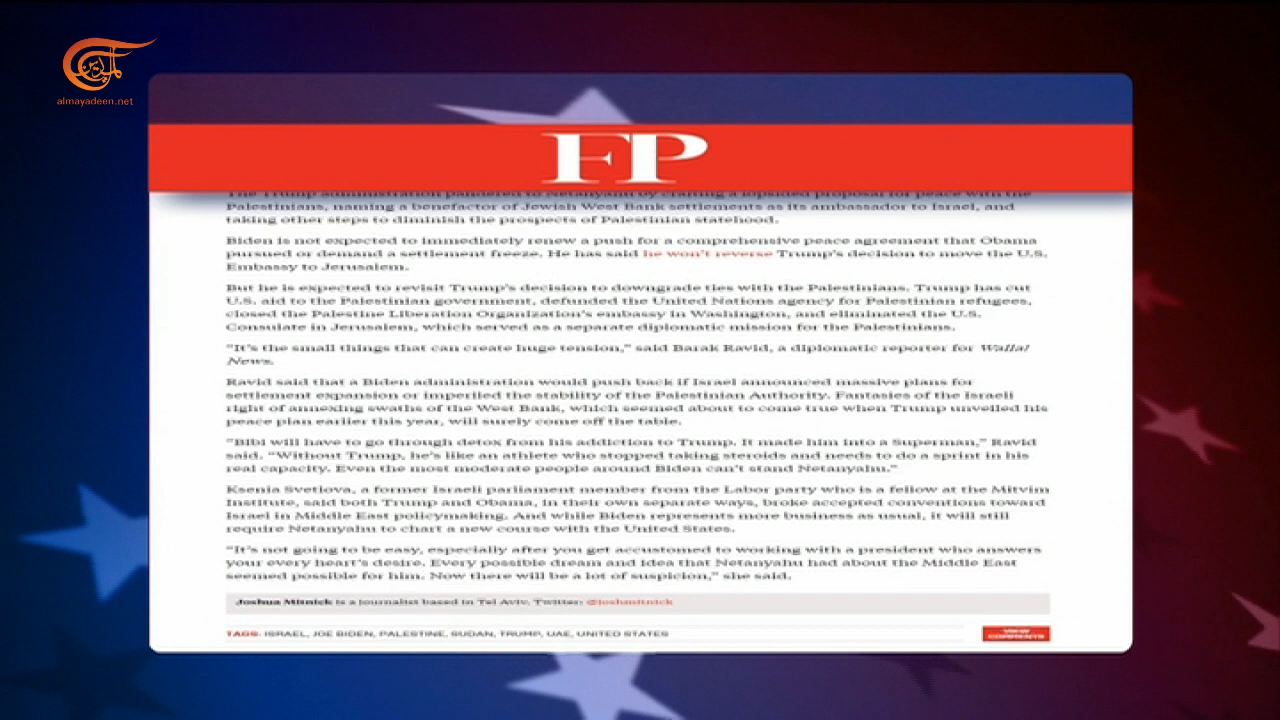 الميادين
almayadeen.net
FP
The Trump administration pandered to Netanyahu by crafting a lopsided proposal for peace with the
Palestinians, naming a benefactor of Jewish West Bank settlements as its ambassador to Israel, and
taking other steps to diminish the prospects of Palestinian statehood.
Biden is not expected to immediately renew a push for a comprehensive peace agreement that Obama
pursued or demand a settlement freeze. He has said he won't reverse Trump's decision to move the U.S.
Embassy to Jerusalem.
But he is expected to revisit Trump's decision to downgrade ties with the Palestinians. Trump has cut
U.S. aid to the Palestinian government, defunded the United Nations agency for Palestinian refugees,
closed the Palestine Liberation Organization's embassy in Washington, and eliminated the U.S.
Consulate in Jerusalem, which served as a separate diplomatic mission for the Palestinians.
"It's the small things that can create huge tension," said Barak Ravid, a diplomatic reporter for Walla!
News.
Ravid said that a Biden administration would push back if Israel announced massive plans for
settlement expansion or imperiled the stability of the Palestinian Authority. Fantasies of the Israeli
right of annexing swaths of the West Bank, which seemed about to come true when Trump unveiled his
peace plan earlier this year, will surely come off the table.
"Bibi will have to go through detox from his addiction to Trump. It made him into a Superman," Ravid
said. "Without Trump, he's like an athlete who stopped taking steroids and needs to do a sprint in his
real capacity. Even the most moderate people around Biden can't stand Netanyahu."
Ksenia Svetlova, a former Israeli parliament member from the Labor party who is a fellow at the Mitvim
Institute, said both Trump and Obama, in their own separate ways, broke accepted conventions toward
Israel in Middle East policymaking. And while Biden represents more business as usual, it will still
require Netanyahu to chart a new course with the United States.
"It's not going to be easy, especially after you get accustomed to working with a president who answers
your every heart's desire. Every possible dream and idea that Netanyahu had about the Middle East
seemed possible for him. Now there will be a lot of suspicion," she said.
Joshua Mitnick is a journalist based in Tel Aviv. Twitter: @joshmitnick
TAGS: ISRAEL, JOE BIDEN, PALESTINE, SUDAN, TRUMP, UAE, UNITED STATES
VIEW
COMMENTS